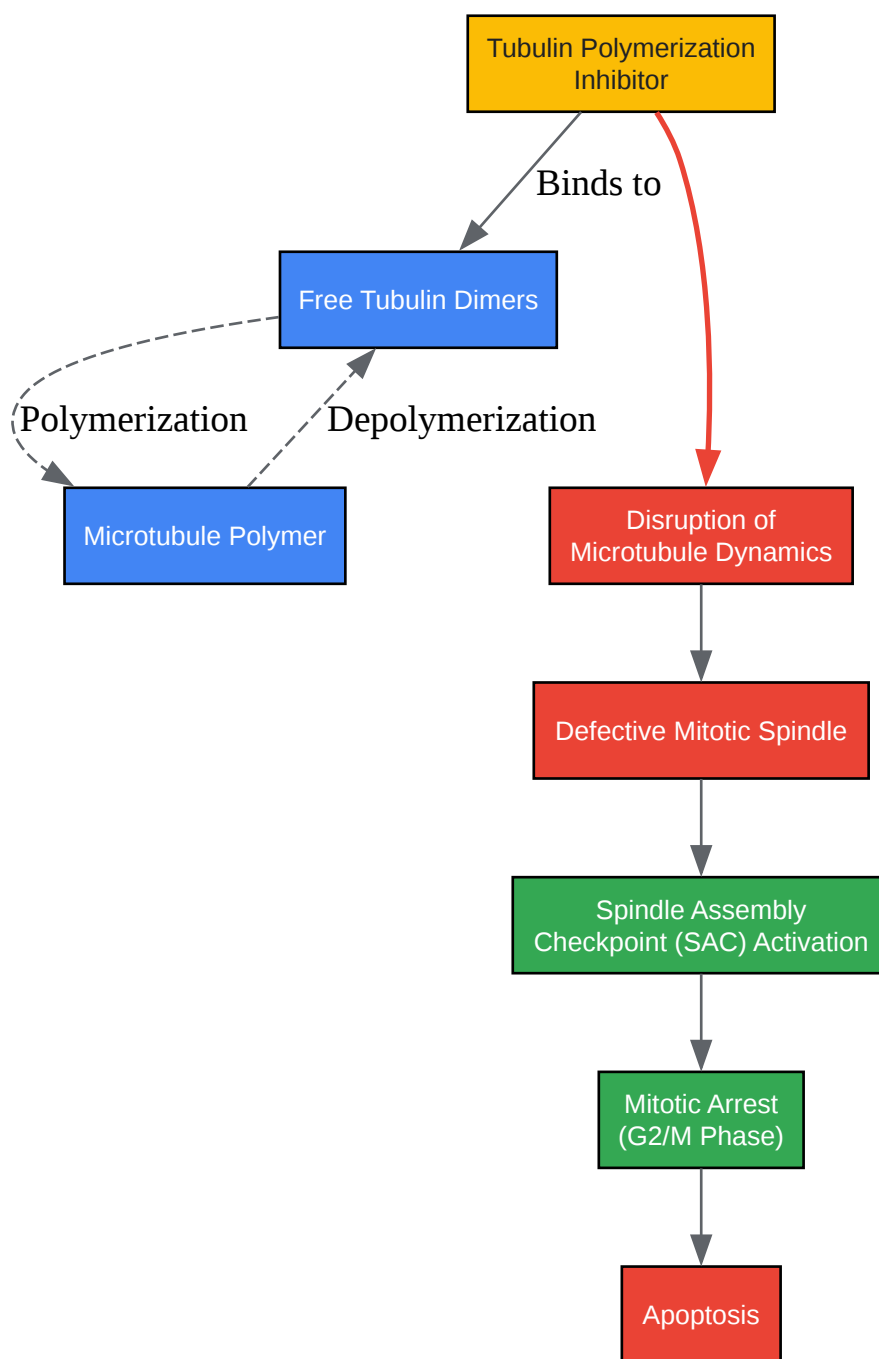 Tubulin Polymerization
Inhibitor
Binds to
Free Tubulin Dimers
Polymerization
Depolymerization
Microtubule Polymer
Disruption of
Microtubule Dynamics
Defective Mitotic Spindle
Spindle Assembly
Checkpoint (SAC) Activation
Mitotic Arrest
(G2/M Phase)
Apoptosis